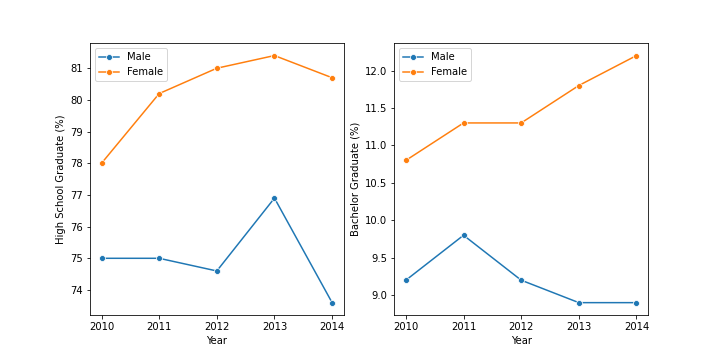 Male
Female
81
80
79
78
77
76
75
74
High School Graduate (%)
2010 2011 2012 2013 2014
Year
Male
Female
12.0
11.5
11.0
10.5
10.0
9.5
9.0
Bachelor Graduate (%)
2010 2011 2012 2013 2014
Year